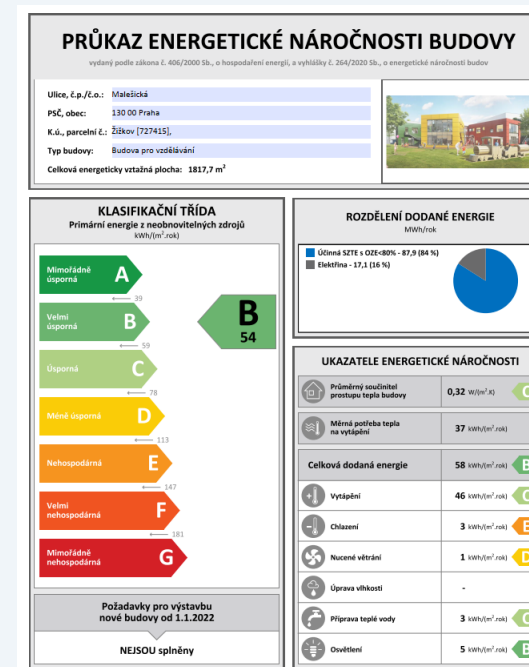 PRŮKAZ ENERGETICKÉ NÁROČNOSTI BUDOVY
vydaný podle zákona č. 406/2000 Sb., o hospodaření energií, a vyhlášky č. 264/2020 Sb., o energetické náročnosti budov
Ulice, č.p./č.o.: Malešická
PSČ, obec: 130 00 Praha
K.ú., parcelní č.: Žižkov [727415],
Typ budovy: Budova pro vzdělávání
Celková energeticky vztažná plocha: 1817,7 m²
KLASIFIKAČNÍ TŘÍDA
Primární energie z neobnovitelných zdrojů
kWh/(m².rok)
Mimořádně úsporná A
39
Velmi úsporná B
59
Úsporná C
78
Méně úsporná D
113
Nehospodárná E
147
Velmi nehospodárná F
181
Mimořádně nehospodárná G
B
54
Požadavky pro výstavbu
nové budovy od 1.1.2022
NEJSOU splněny
ROZDĚLENÍ DODANÉ ENERGIE
MWh/rok
Účinná SZTE s OZE<80% - 87,9 (84 %)
Elektřina - 17,1 (16 %)
UKAZATELE ENERGETICKÉ NÁROČNOSTI
Průměrný součinitel prostupu tepla budovy 0,32 W/(m².K) C
Měrná potřeba tepla na vytápění 37 kWh/(m².rok)
Celková dodaná energie 58 kWh/(m².rok) B
Vytápění 46 kWh/(m².rok) C
Chlazení 3 kWh/(m².rok) E
Nucené větrání 1 kWh/(m².rok) D
Úprava vlhkosti -
Příprava teplé vody 3 kWh/(m².rok) C
Osvětlení 5 kWh/(m².rok) B